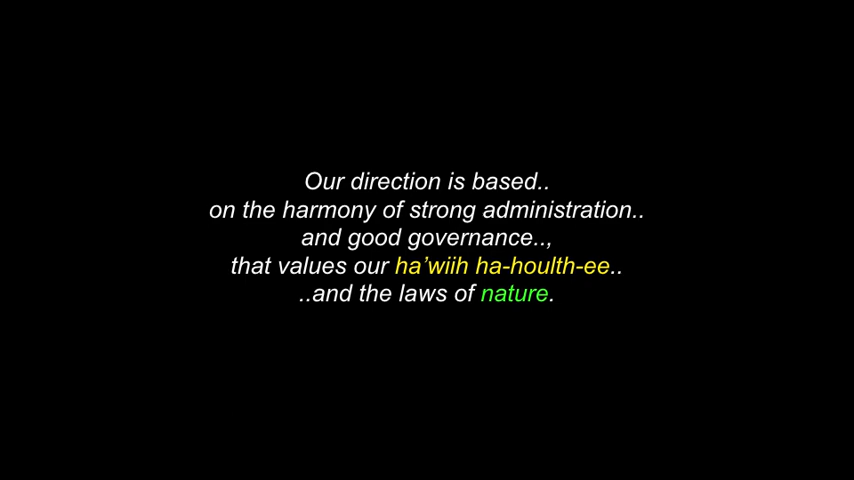 Our direction is based..
on the harmony of strong administration..
and good governance..,
that values our ha’wiih ha-houlth-ee..
..and the laws of nature.